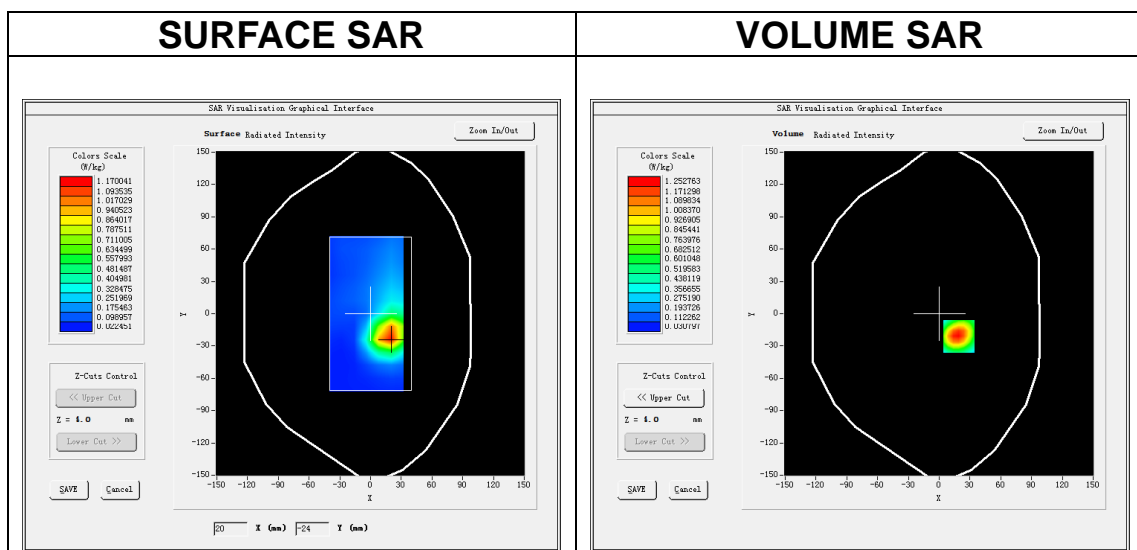 SURFACE SAR
VOLUME SAR
SAR Visualisation Graphical Interface
Surface Radiated Intensity
Zoom In/Out
Colors Scale
(W/kg)
1.170041
1.093535
1.017029
0.940523
0.864017
0.787511
0.711005
0.634499
0.557993
0.481487
0.404981
0.328475
0.251969
0.175463
0.098957
0.022451
Z-Cuts Control
<< Upper Cut
Z = 4.0 mm
Lower Cut >>
SAVE
Cancel
150
120
90
60
30
0
-30
-60
-90
-120
-150
Y
-150 -120 -90 -60 -30 0 30 60 90 120 150
X
20 X (mm) -24 Y (mm)
SAR Visualisation Graphical Interface
Volume Radiated Intensity
Zoom In/Out
Colors Scale
(W/kg)
1.252763
1.171298
1.089834
1.008370
0.926905
0.845441
0.763976
0.682512
0.601048
0.519583
0.438119
0.356655
0.275190
0.193726
0.112262
0.030797
Z-Cuts Control
<< Upper Cut
Z = 4.0 mm
Lower Cut >>
SAVE
Cancel
150
120
90
60
30
0
-30
-60
-90
-120
-150
Y
-150 -120 -90 -60 -30 0 30 60 90 120 150
X